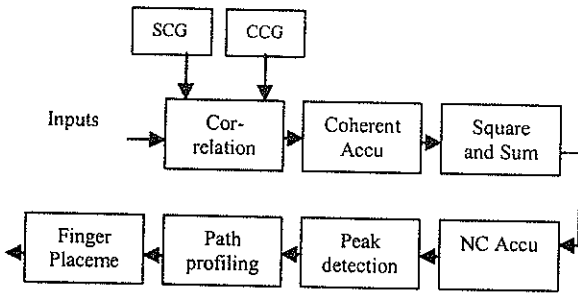 SCG
CCG
Inputs
Cor-
relation
Coherent
Accu
Square
and Sum
Finger
Placeme
Path
profiling
Peak
detection
NC Accu